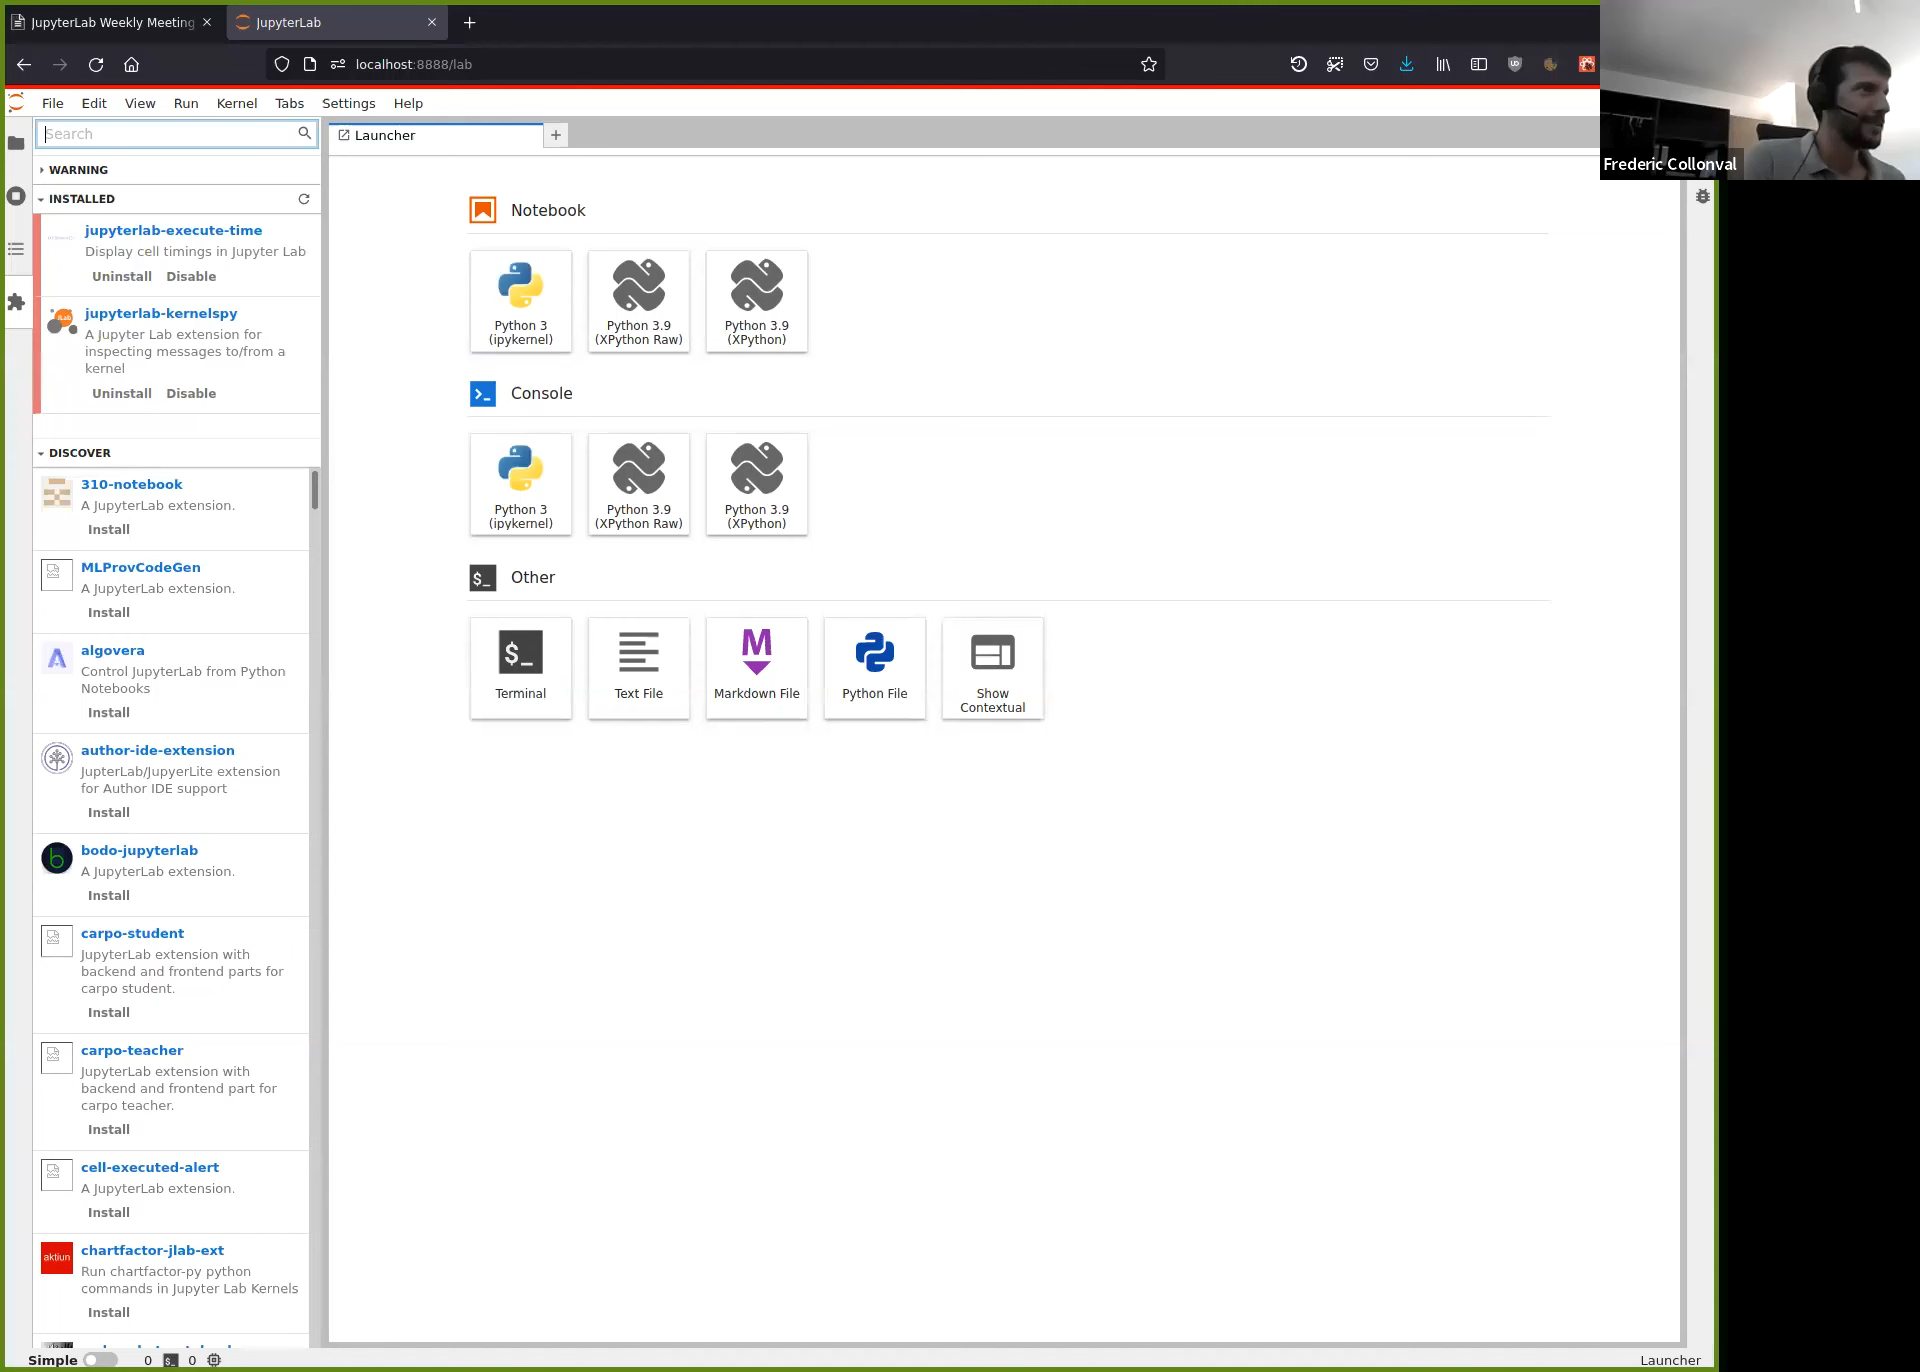 JupyterLab Weekly Meeting
JupyterLab
localhost:8888/lab
File Edit View Run Kernel Tabs Settings Help
Search
WARNING
INSTALLED
jupyterlab-execute-time
Display cell timings in Jupyter Lab
Uninstall Disable
jupyterlab-kernelspy
A Jupyter Lab extension for
inspecting messages to/from a
kernel
Uninstall Disable
DISCOVER
310-notebook
A JupyterLab extension.
Install
MLProvCodeGen
A JupyterLab extension.
Install
algovera
Control JupyterLab from Python
Notebooks
Install
author-ide-extension
JupterLab/JupyerLite extension
for Author IDE support
Install
bodo-jupyterlab
A JupyterLab extension.
Install
carpo-student
JupyterLab extension with
backend and frontend parts for
carpo student.
Install
carpo-teacher
JupyterLab extension with
backend and frontend part for
carpo teacher.
Install
cell-executed-alert
A JupyterLab extension.
Install
aktiun
chartfactor-jlab-ext
Run chartfactor-py python
commands in Jupyter Lab Kernels
Install
Simple 0 $_ 0
Launcher
Notebook
Python 3
(ipykernel)
Python 3.9
(XPython Raw)
Python 3.9
(XPython)
Console
Python 3
(ipykernel)
Python 3.9
(XPython Raw)
Python 3.9
(XPython)
$_ Other
$_
Terminal
Text File
M
Markdown File
Python File
Show
Contextual
Frederic Collonval
Launcher